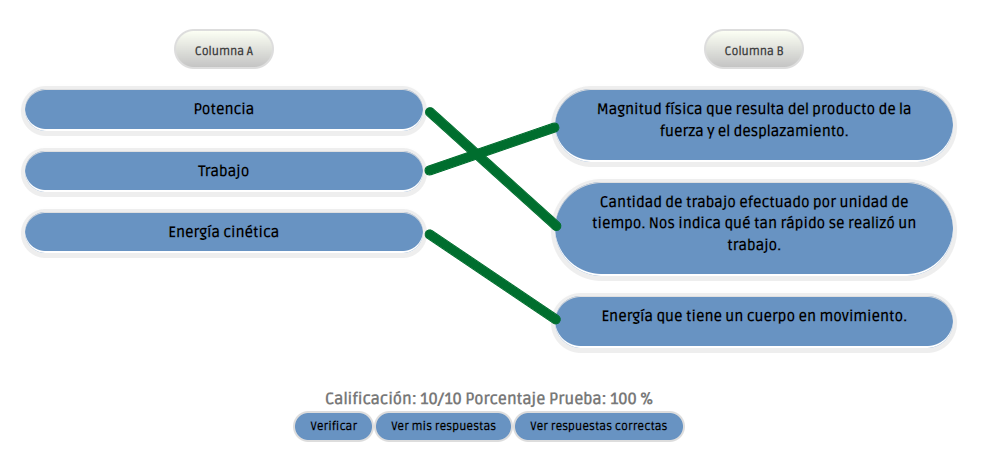 Columna A
Columna B
Potencia
Trabajo
Energía cinética
Magnitud física que resulta del producto de la
fuerza y el desplazamiento.
Cantidad de trabajo efectuado por unidad de
tiempo. Nos indica qué tan rápido se realizó un
trabajo.
Energía que tiene un cuerpo en movimiento.
Calificación: 10/10 Porcentaje Prueba: 100 %
Verificar
Ver mis respuestas
Ver respuestas correctas